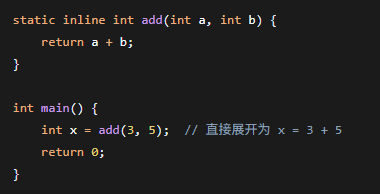 static inline int add(int a, int b) {
    return a + b;
}
int main() {
    int x = add(3, 5);  // 直接展开为 x = 3 + 5
    return 0;
}